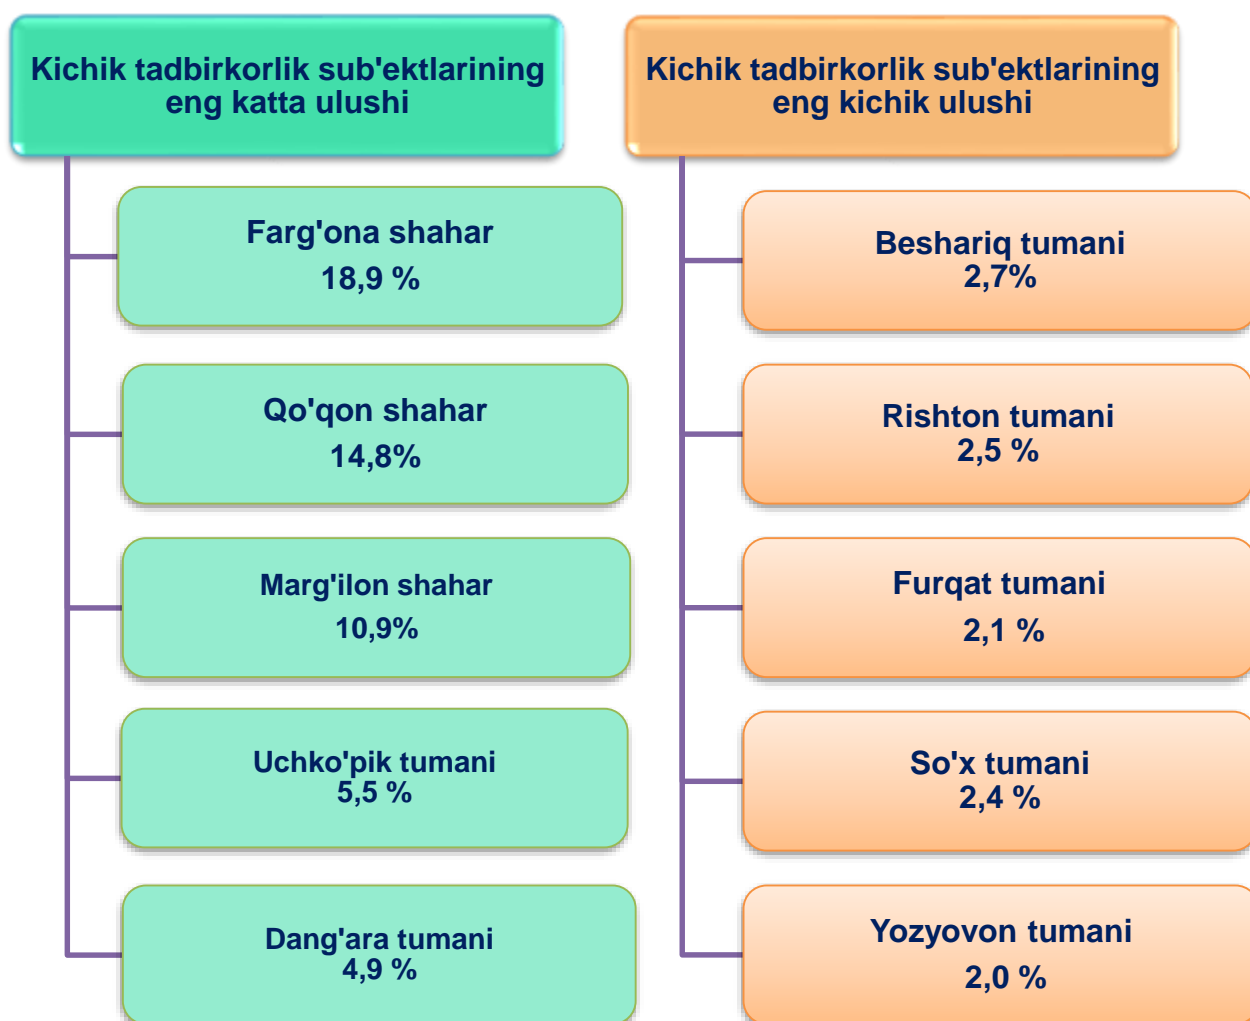 Kichik tadbirkorlik sub'ektlarining
eng katta ulushi
Farg'ona shahar
18,9 %
Qo'qon shahar
14,8%
Marg'ilon shahar
10,9%
Uchko'pik tumani
5,5 %
Dang'ara tumani
4,9 %
Kichik tadbirkorlik sub'ektlarining
eng kichik ulushi
Beshariq tumani
2,7%
Rishton tumani
2,5 %
Furqat tumani
2,1 %
So'x tumani
2,4 %
Yozyovon tumani
2,0 %